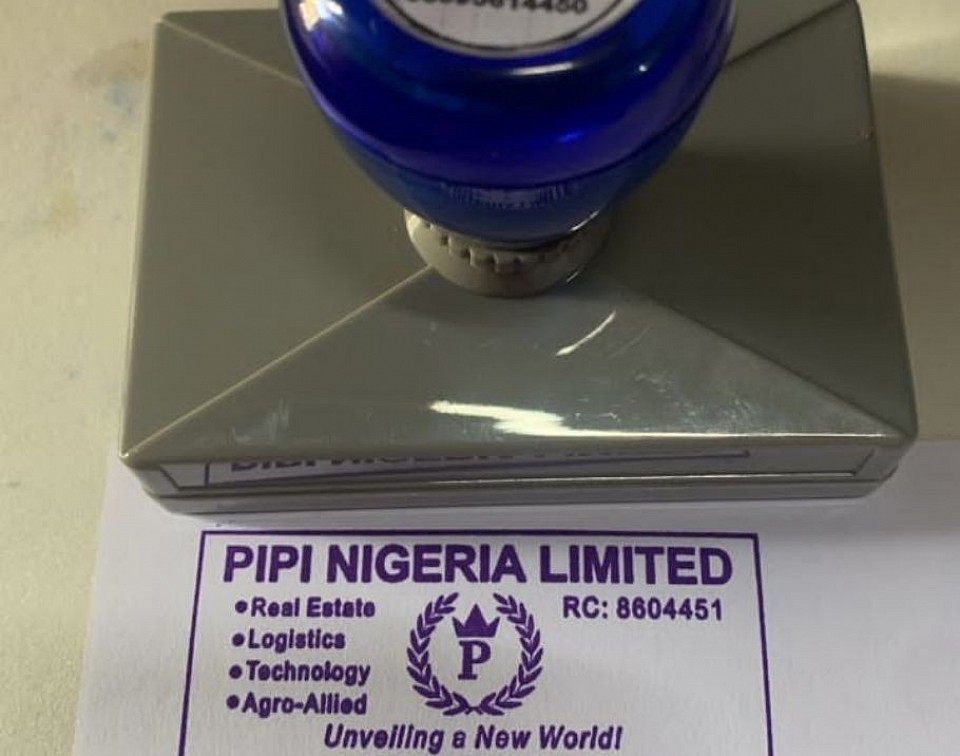 PIPI NIGERIA LIMITED
•Real Estate
RC: 8604451
•Logistics
•Technology
•Agro-Allied
P
Unveiling a New World!